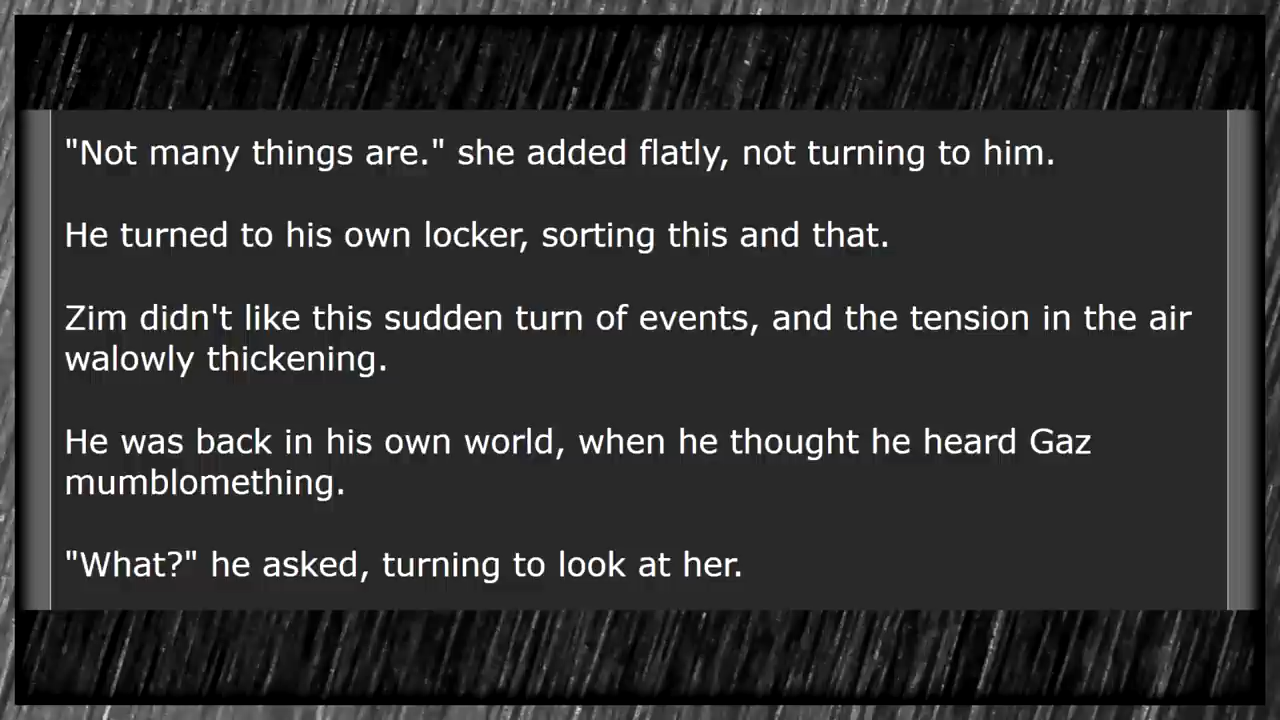 "Not many things are." she added flatly, not turning to him.
He turned to his own locker, sorting this and that.
Zim didn't like this sudden turn of events, and the tension in the air
walowly thickening.
He was back in his own world, when he thought he heard Gaz
mumblomething.
"What?" he asked, turning to look at her.